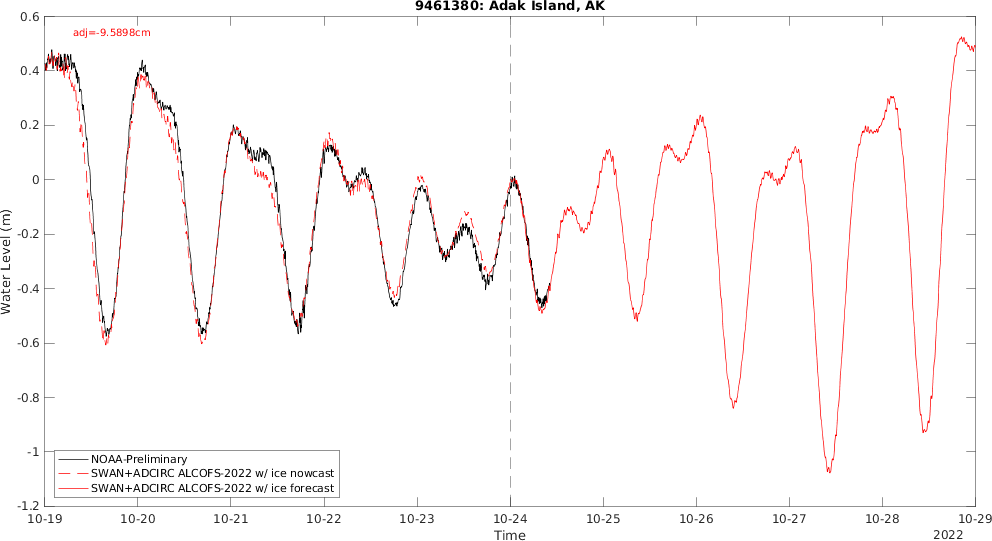 9461380: Adak Island, AK
adj=-9.5898cm
Water Level (m)
0.6
0.4
0.2
0
-0.2
-0.4
-0.6
-0.8
-1
-1.2
NOAA-Preliminary
SWAN+ADCIRC ALCOFS-2022 w/ ice nowcast
SWAN+ADCIRC ALCOFS-2022 w/ ice forecast
10-19 10-20 10-21 10-22 10-23 10-24 10-25 10-26 10-27 10-28 10-29
Time
2022